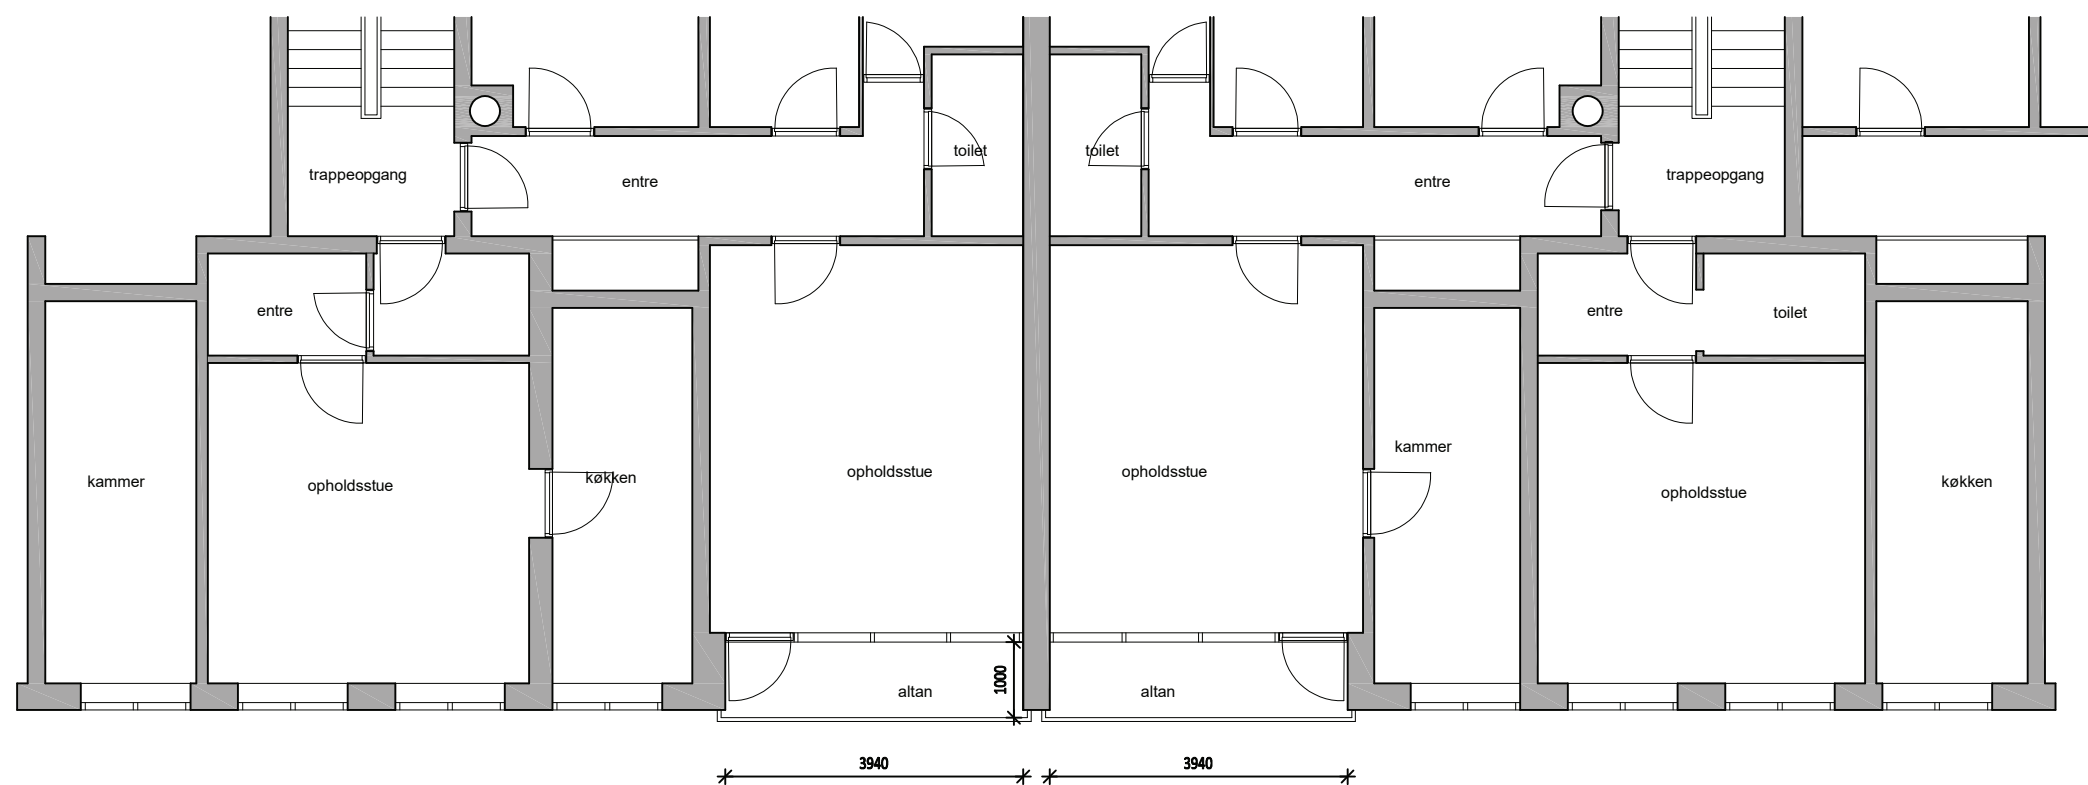 toilet
toilet
trappeopgang
entre
entre
trappeopgang
entre
entre
toilet
kammer
opholdsstue
køkken
opholdsstue
opholdsstue
kammer
opholdsstue
køkken
1000
altan
altan
3940
3940